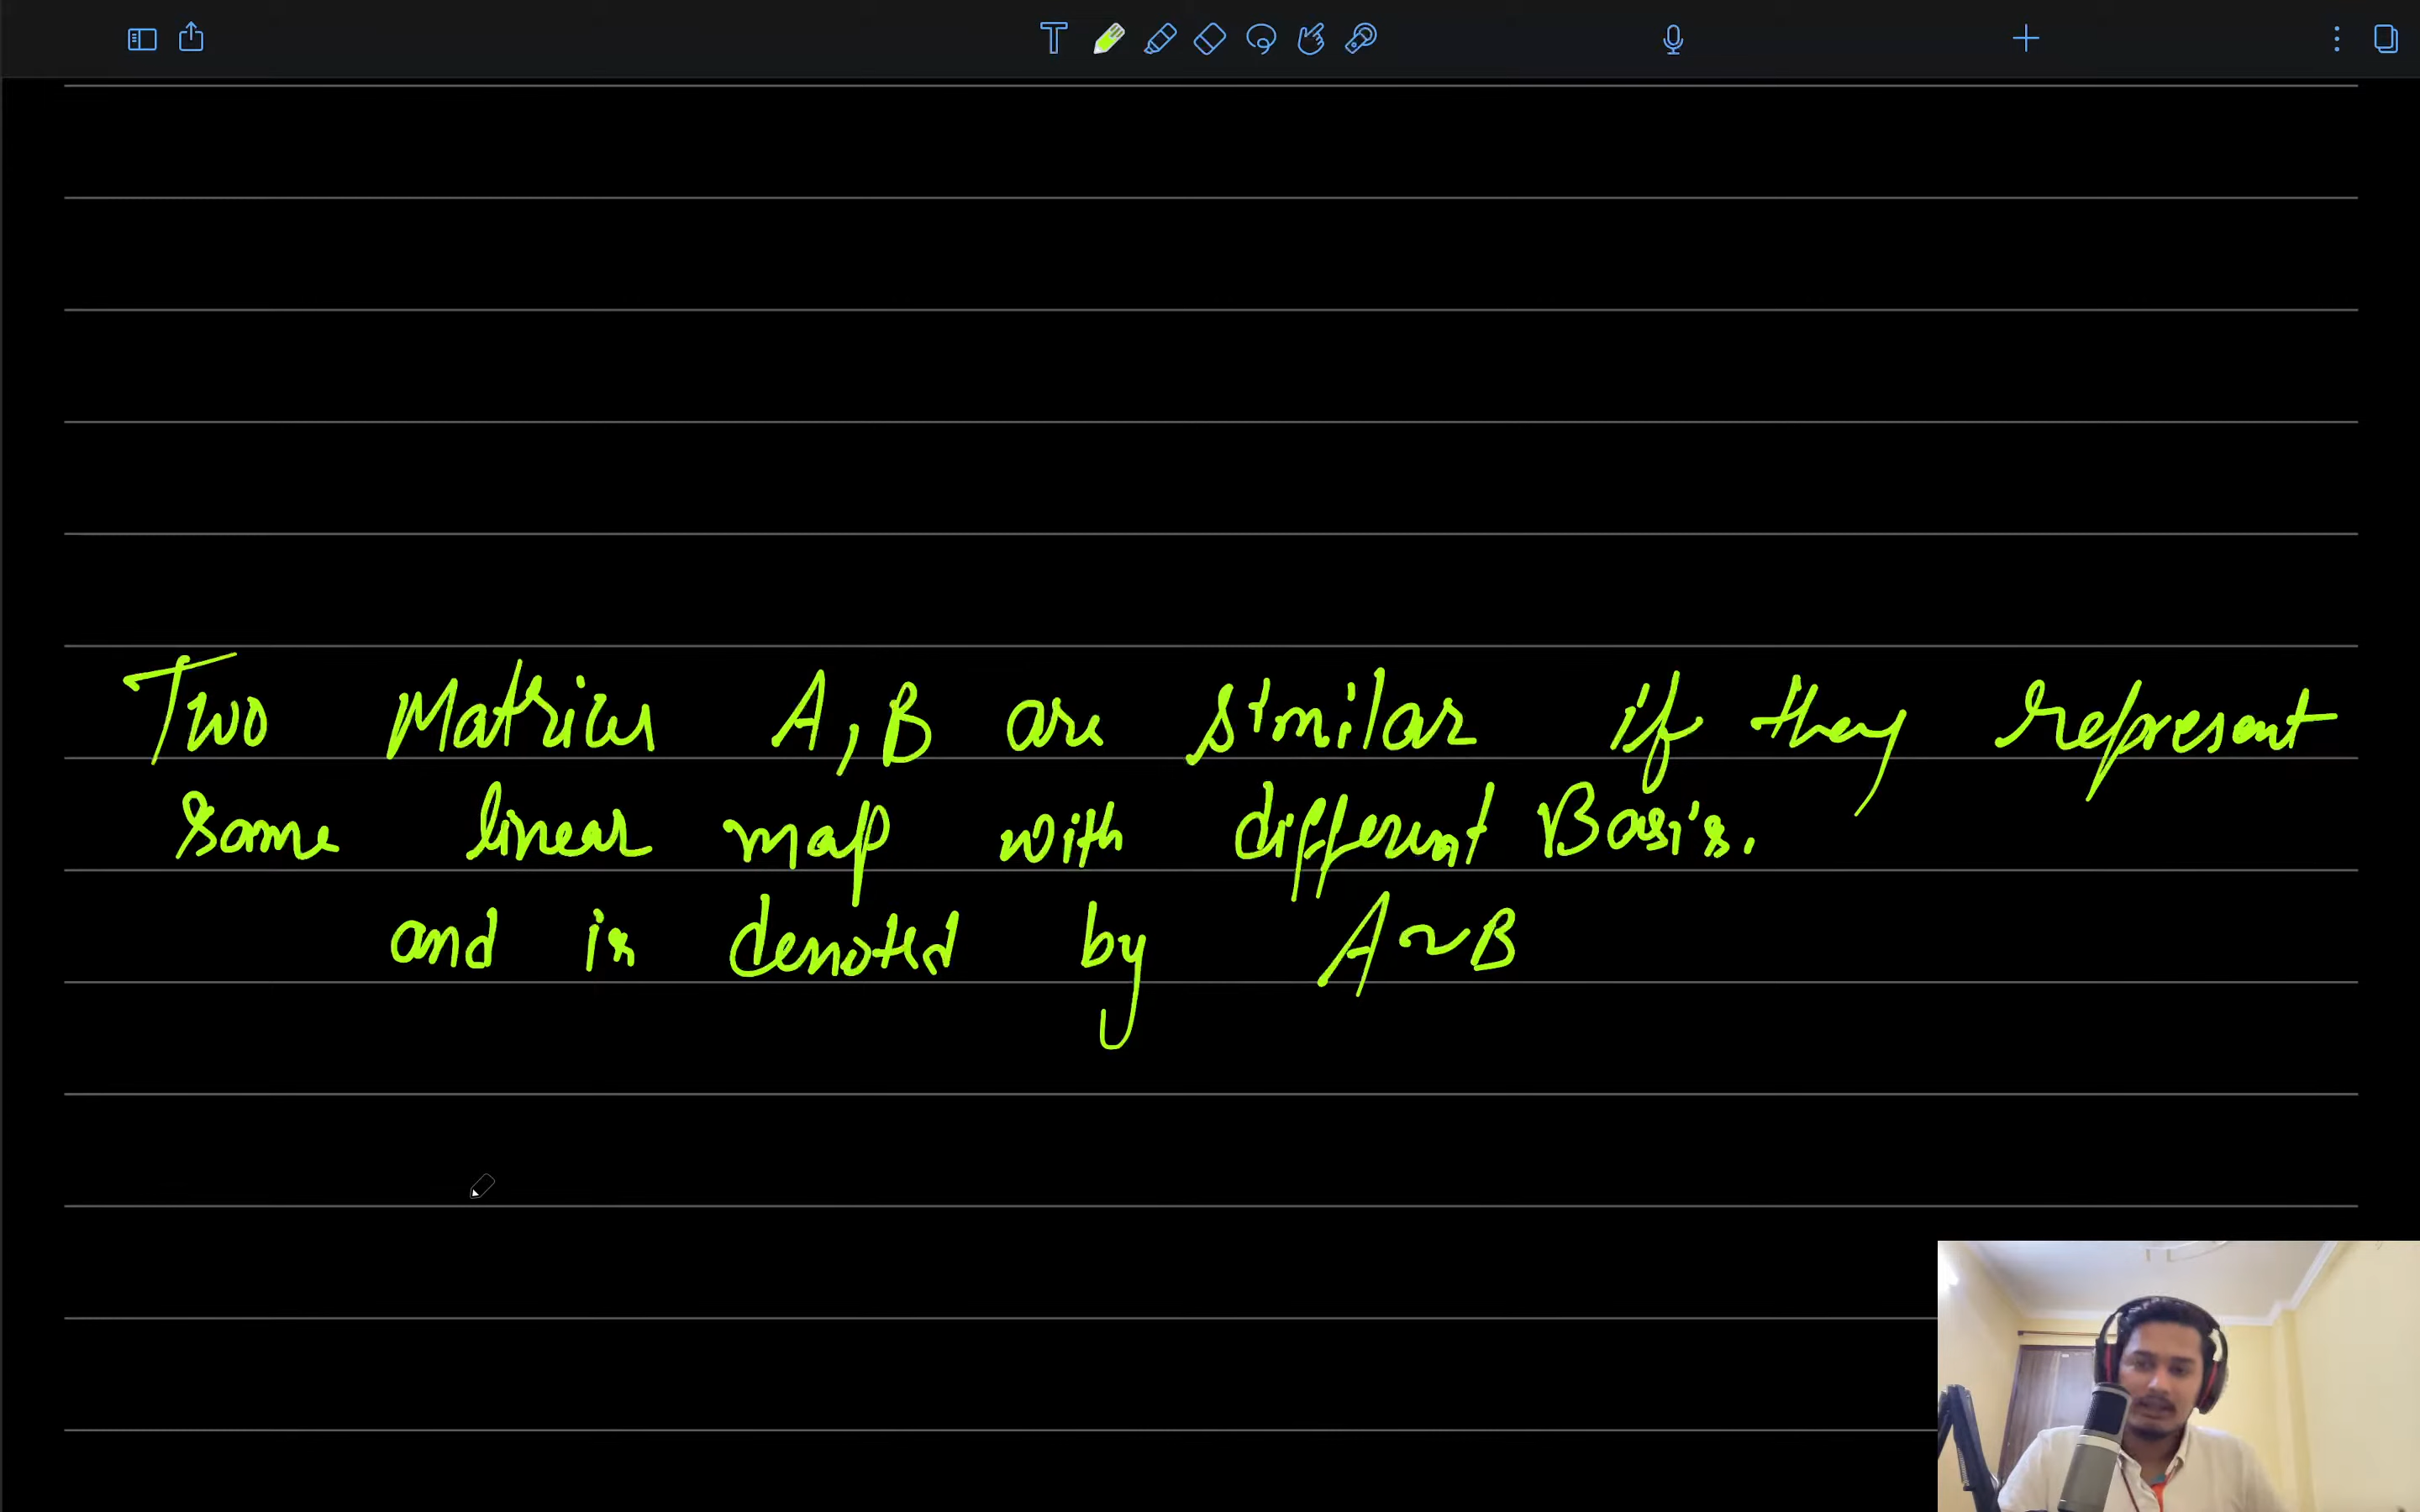 Two Matrices A, B are similar if they represent
same linear map with different Basis.
and is denoted by A ~ B